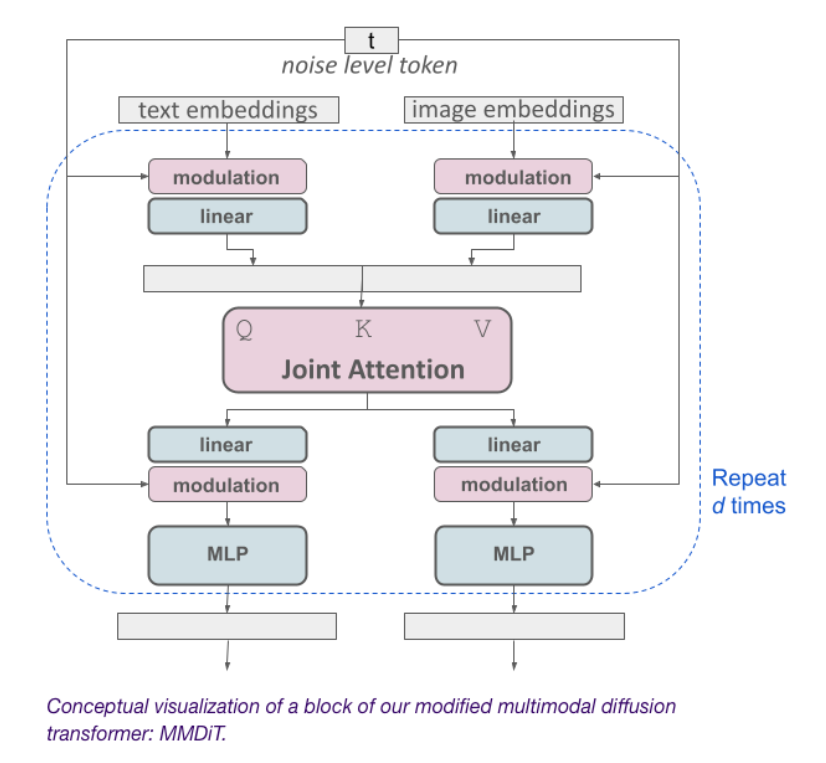 t
noise level token
text embeddings
image embeddings
modulation
modulation
linear
linear
Q K V
Joint Attention
linear
linear
modulation
modulation
Repeat
d times
MLP
MLP
Conceptual visualization of a block of our modified multimodal diffusion
transformer: MMDiT.